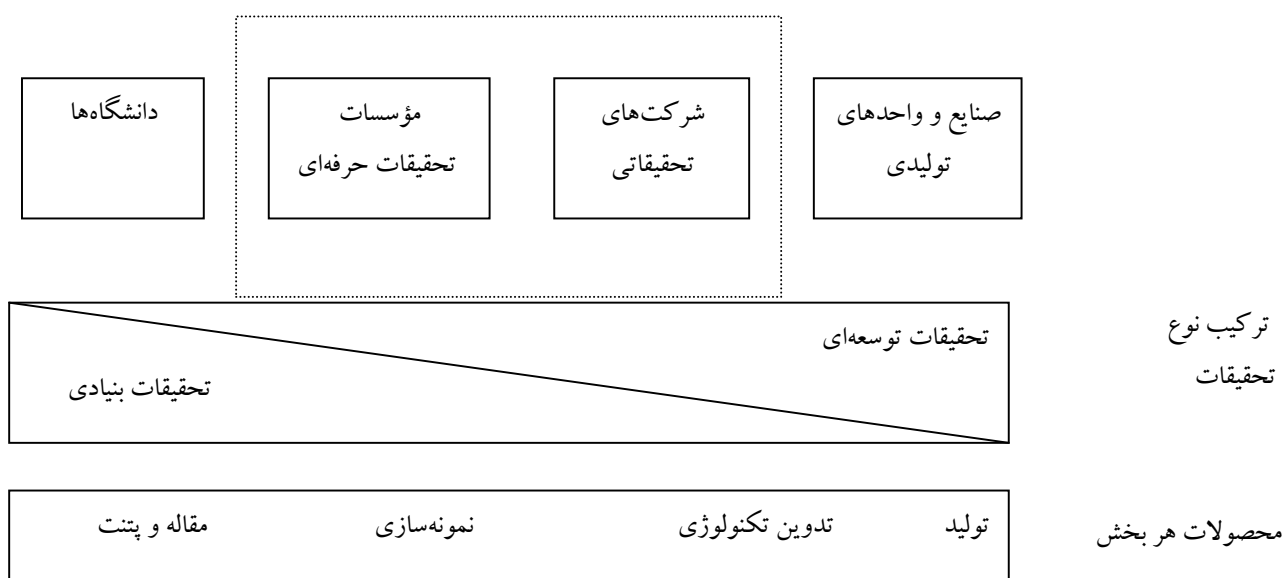 صنایع و واحدهای
تولیدی
شرکت‌های
تحقیقاتی
مؤسسات
تحقیقات حرفه‌ای
دانشگاه‌ها
ترکیب نوع
تحقیقات
تحقیقات توسعه‌ای
تحقیقات بنیادی
محصولات هر بخش
تولید
تدوین تکنولوژی
نمونه‌سازی
مقاله و پتنت